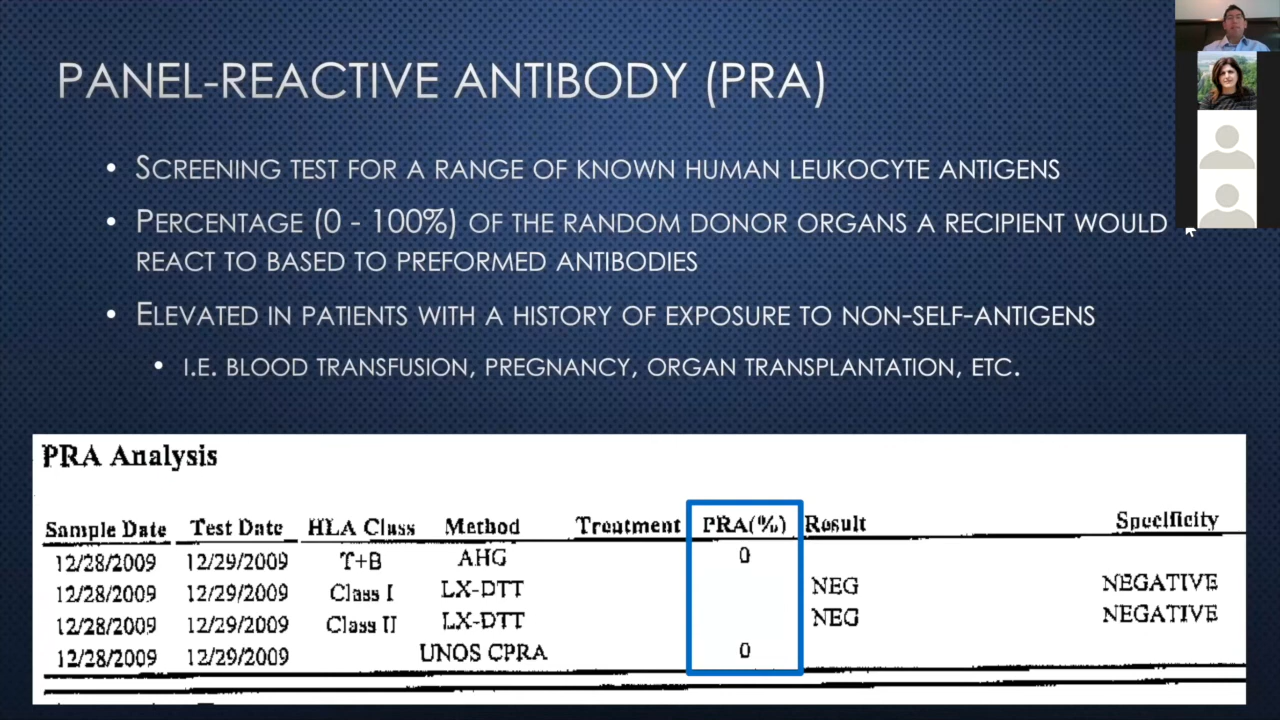 PANEL-REACTIVE ANTIBODY (PRA)
• SCREENING TEST FOR A RANGE OF KNOWN HUMAN LEUKOCYTE ANTIGENS
• PERCENTAGE (0 - 100%) OF THE RANDOM DONOR ORGANS A RECIPIENT WOULD
REACT TO BASED TO PREFORMED ANTIBODIES
• ELEVATED IN PATIENTS WITH A HISTORY OF EXPOSURE TO NON-SELF-ANTIGENS
• I.E. BLOOD TRANSFUSION, PREGNANCY, ORGAN TRANSPLANTATION, ETC.
PRA Analysis
Sample Date Test Date HLA Class Method Treatment PRA(%) Result Specificity
12/28/2009 12/29/2009 T+B AHG 0
12/28/2009 12/29/2009 Class I LX-DTT NEG NEGATIVE
12/28/2009 12/29/2009 Class II LX-DTT NEG NEGATIVE
12/28/2009 12/29/2009 UNOS CPRA 0